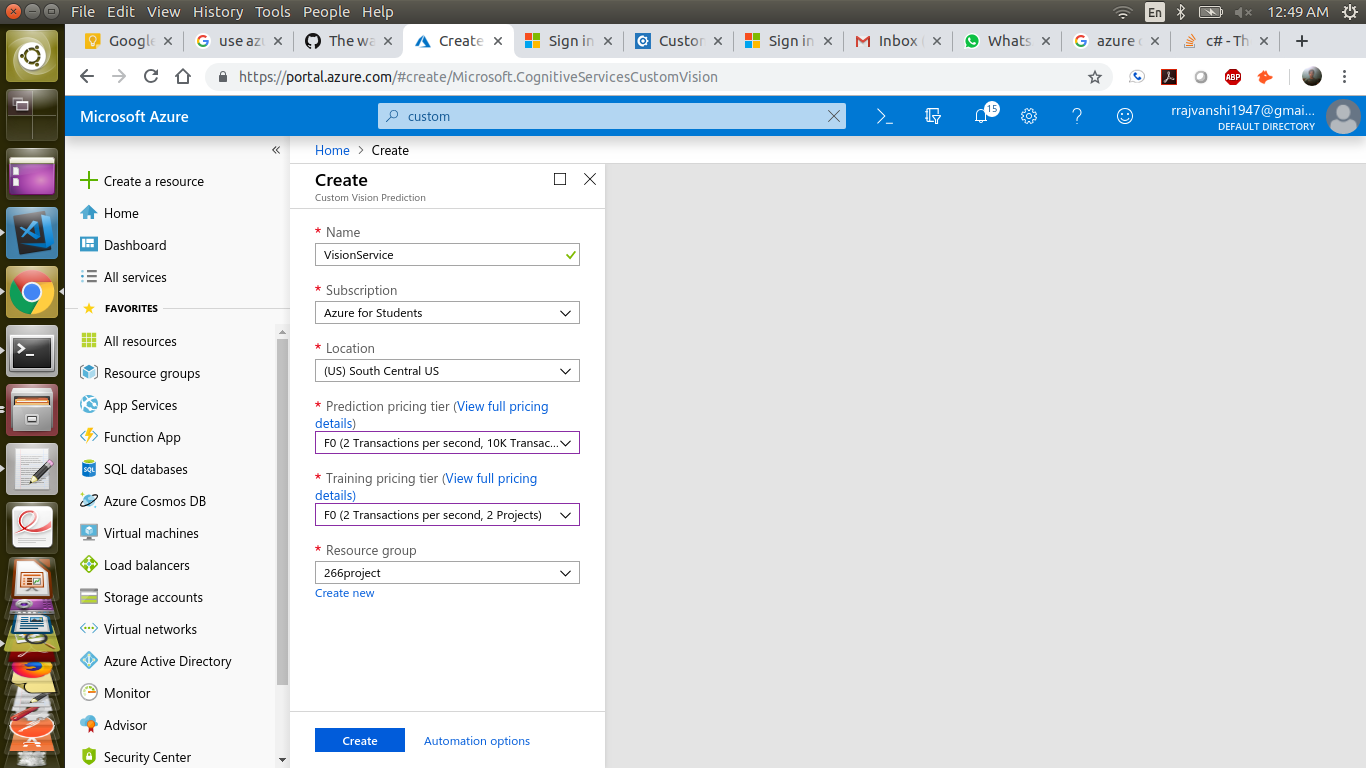 File Edit View History Tools People Help
En
12:49 AM
Google
use azu
The wa
Create
Sign in
Custom
Sign in
Inbox (
Whats
azure c
c# - Th
https://portal.azure.com/#create/Microsoft.CognitiveServicesCustomVision
ABP
Microsoft Azure
custom
15
rrajvanshi1947@gmai...
DEFAULT DIRECTORY
«
Create a resource
Home
Dashboard
All services
FAVORITES
All resources
Resource groups
App Services
Function App
SQL
SQL databases
Azure Cosmos DB
Virtual machines
Load balancers
Storage accounts
Virtual networks
Azure Active Directory
Monitor
Advisor
Security Center
Home > Create
Create
Custom Vision Prediction
* Name
VisionService
* Subscription
Azure for Students
* Location
(US) South Central US
* Prediction pricing tier (View full pricing
details)
F0 (2 Transactions per second, 10K Transac...
* Training pricing tier (View full pricing
details)
F0 (2 Transactions per second, 2 Projects)
* Resource group
266project
Create new
Create
Automation options